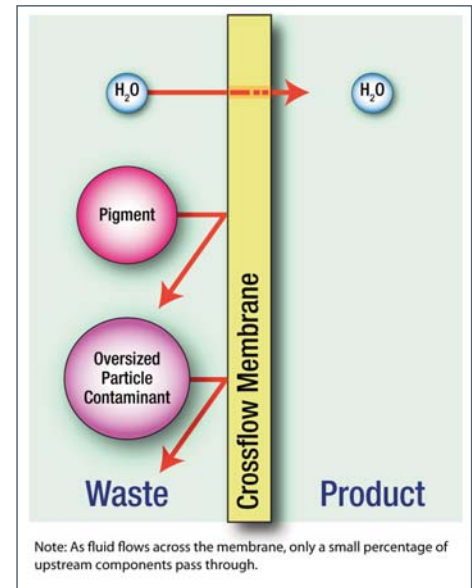 H₂O
H₂O
Pigment
Oversized
Particle
Contaminant
Crossflow Membrane
Waste
Product
Note: As fluid flows across the membrane, only a small percentage of
upstream components pass through.